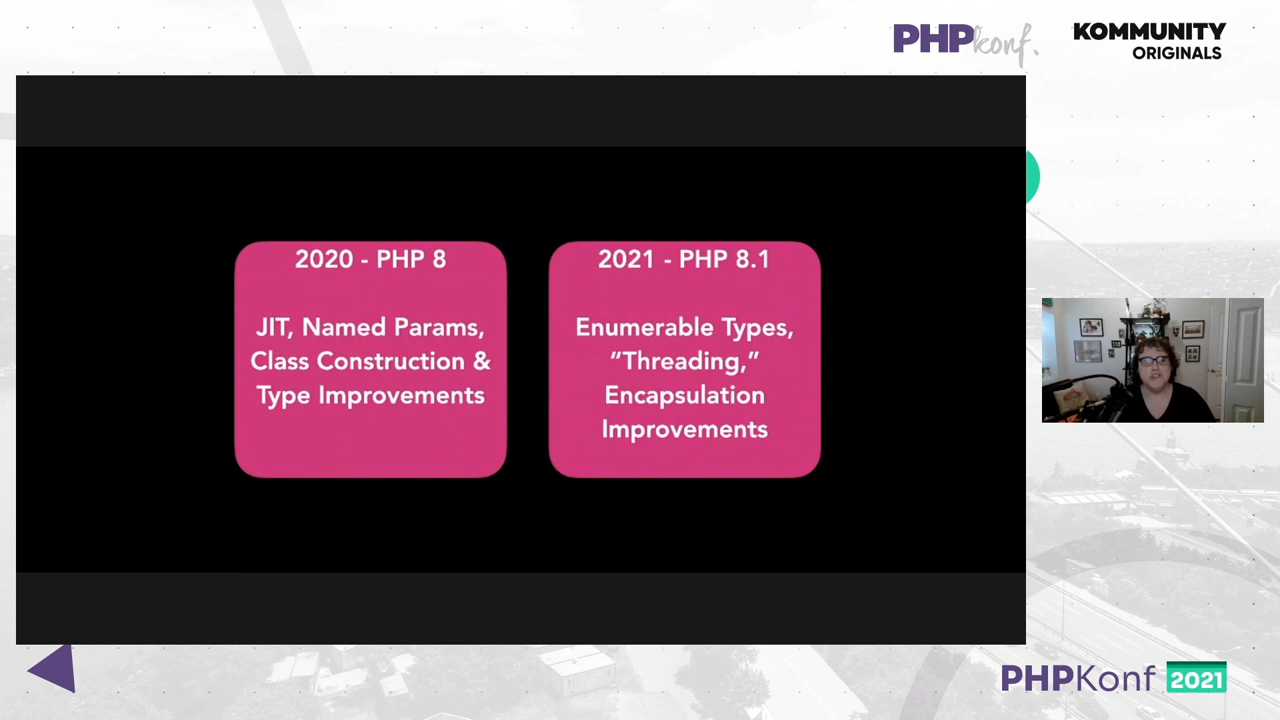 PHPkonf.
KOMMUNITY
ORIGINALS
2020 - PHP 8
JIT, Named Params,
Class Construction &
Type Improvements
2021 - PHP 8.1
Enumerable Types,
“Threading,”
Encapsulation
Improvements
PHPKonf 2021